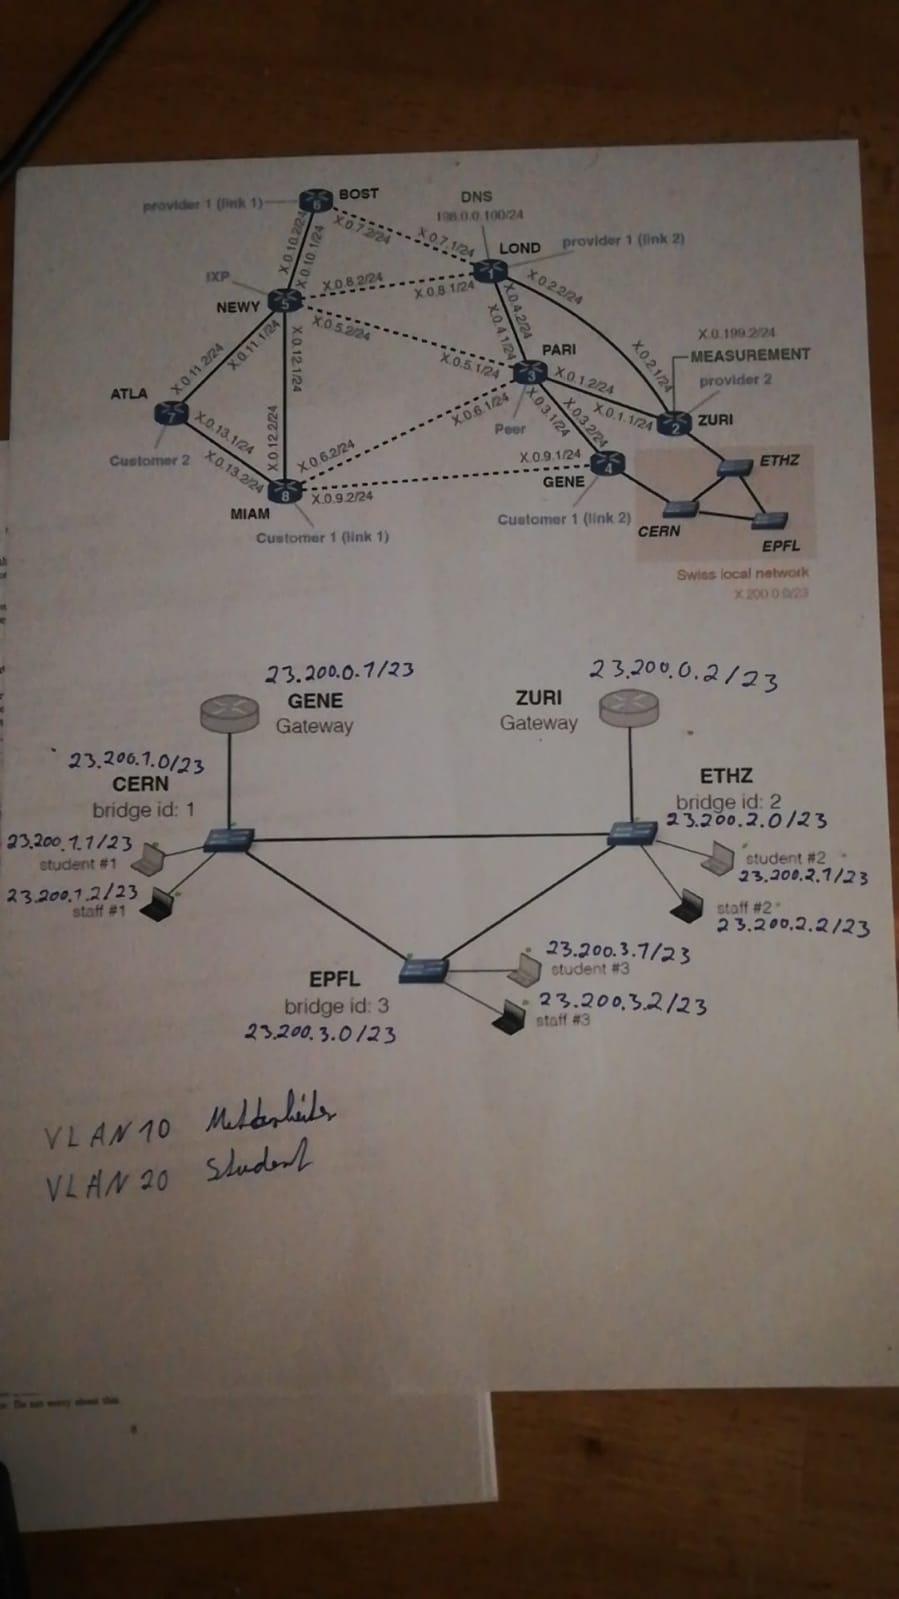 BOST
provider 1 (link 1)
6
DNS
198.0.0.100/24
X.0.7.2/24
X.0.7.1/24
LOND
provider 1 (link 2)
1
X.0.10.2/24
X.0.10.1/24
IXP
NEWY
5
X.0.8.2/24
X.0.8.1/24
X.0.2.2/24
X.0.4.2/24
X.0.4.1/24
X.0.5.2/24
X.0.5.1/24
X.0.11.2/24
X.0.11.1/24
X.0.12.1/24
PARI
3
X.0.2.1/24
X.0.199.2/24
MEASUREMENT
provider 2
X.0.1.2/24
X.0.1.1/24
ZURI
2
ATLA
7
Customer 2
X.0.13.1/24
X.0.13.2/24
X.0.12.2/24
X.0.6.2/24
X.0.6.1/24
Peer
X.0.3.1/24
X.0.3.2/24
X.0.9.1/24
GENE
4
ETHZ
MIAM
8
X.0.9.2/24
Customer 1 (link 1)
Customer 1 (link 2)
CERN
EPFL
Swiss local network
X.200.0.0/23
23.200.0.1/23
GENE
Gateway
23.200.0.2/23
ZURI
Gateway
23.200.1.0/23
CERN
bridge id: 1
ETHZ
bridge id: 2
23.200.2.0/23
23.200.1.1/23
student #1
23.200.1.2/23
staff #1
student #2
23.200.2.1/23
staff #2
23.200.2.2/23
EPFL
bridge id: 3
23.200.3.0/23
23.200.3.1/23
student #3
23.200.3.2/23
staff #3
VLAN 10
VLAN 20 Student
Do not worry about this